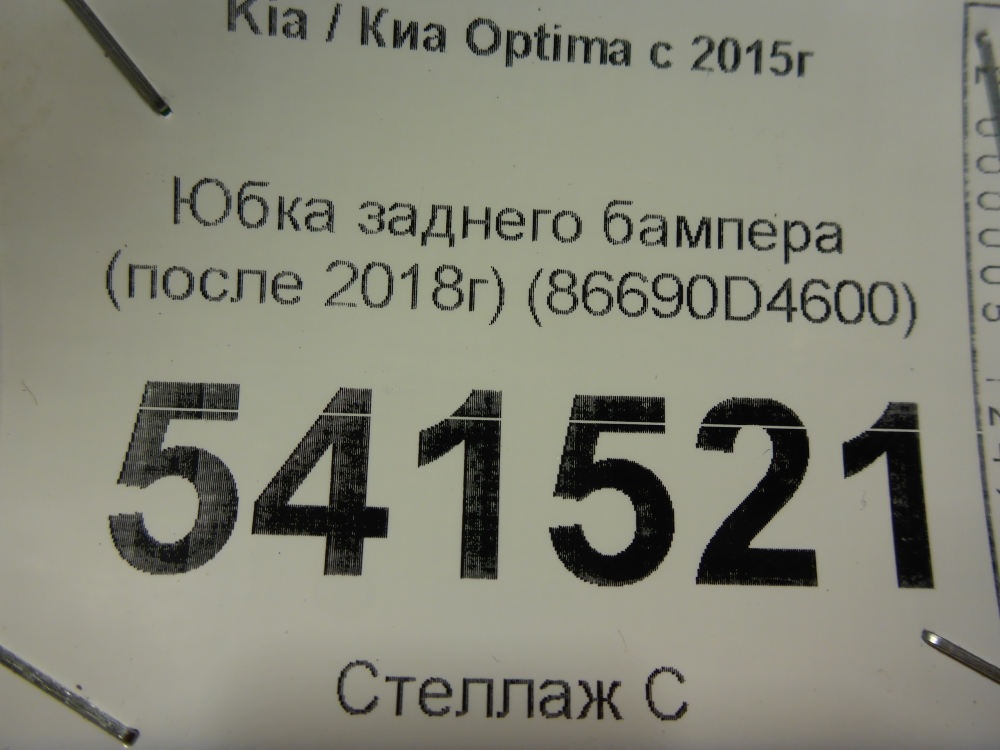 Kia / Киа Optima с 2015г
Юбка заднего бампера
(после 2018г) (86690D4600)
541521
Стеллаж С